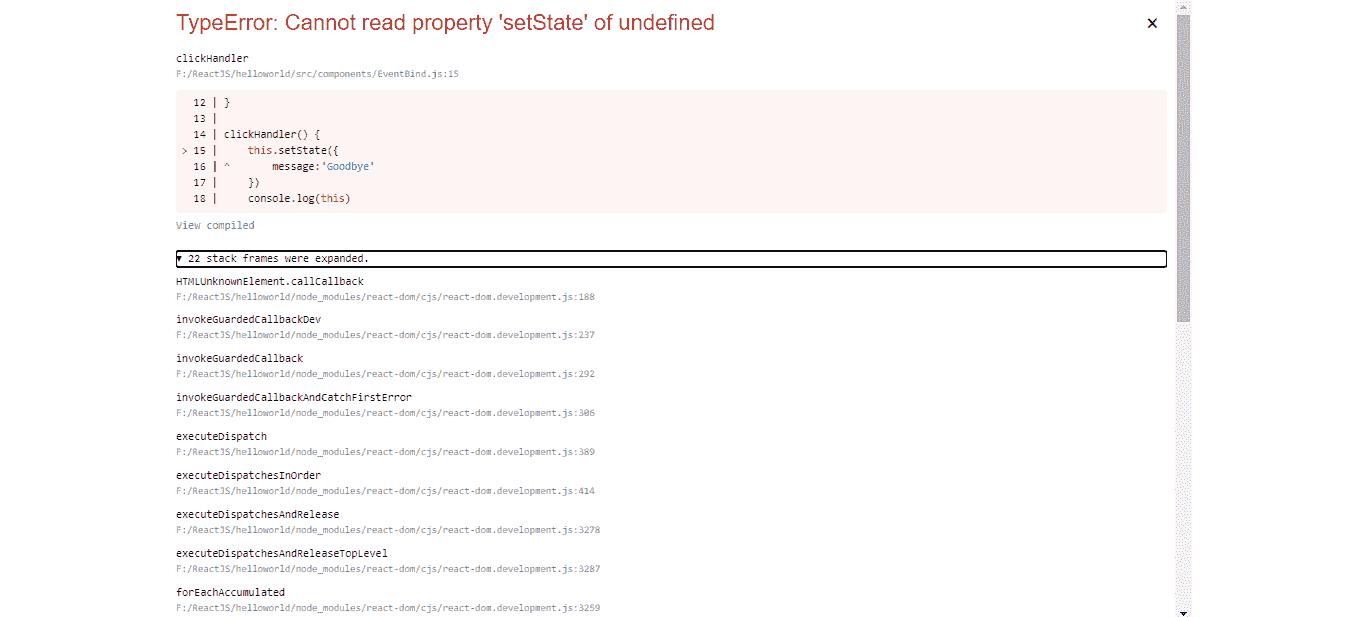 TypeError: Cannot read property 'setState' of undefined
×
clickHandler
F:/ReactJS/helloworld/src/components/EventBind.js:15
12 | }
13 |
14 | clickHandler() {
> 15 |     this.setState({
16 | ^       message:'Goodbye'
17 |     })
18 |     console.log(this)
View compiled
▼ 22 stack frames were expanded.
HTMLUnknownElement.callCallback
F:/ReactJS/helloworld/node_modules/react-dom/cjs/react-dom.development.js:188
invokeGuardedCallbackDev
F:/ReactJS/helloworld/node_modules/react-dom/cjs/react-dom.development.js:237
invokeGuardedCallback
F:/ReactJS/helloworld/node_modules/react-dom/cjs/react-dom.development.js:292
invokeGuardedCallbackAndCatchFirstError
F:/ReactJS/helloworld/node_modules/react-dom/cjs/react-dom.development.js:306
executeDispatch
F:/ReactJS/helloworld/node_modules/react-dom/cjs/react-dom.development.js:389
executeDispatchesInOrder
F:/ReactJS/helloworld/node_modules/react-dom/cjs/react-dom.development.js:414
executeDispatchesAndRelease
F:/ReactJS/helloworld/node_modules/react-dom/cjs/react-dom.development.js:3278
executeDispatchesAndReleaseTopLevel
F:/ReactJS/helloworld/node_modules/react-dom/cjs/react-dom.development.js:3287
forEachAccumulated
F:/ReactJS/helloworld/node_modules/react-dom/cjs/react-dom.development.js:3259